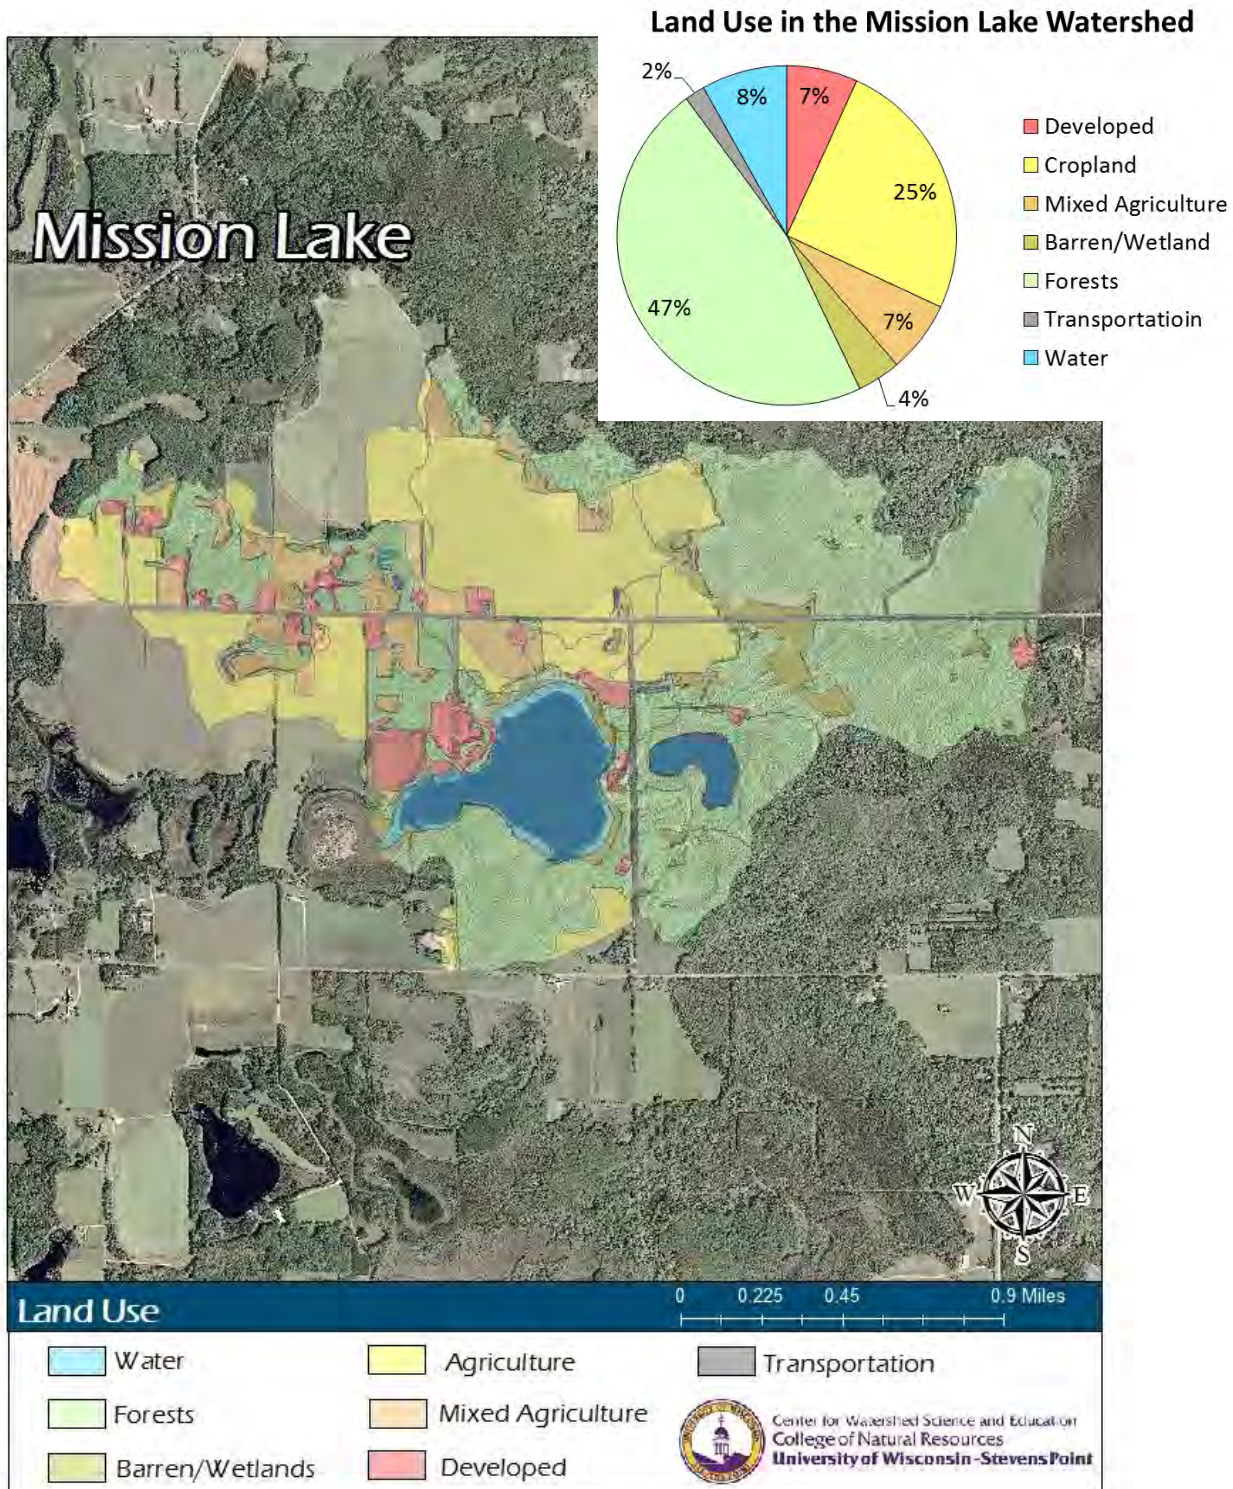 Land Use in the Mission Lake Watershed
2%
8%
7%
25%
47%
7%
4%
Developed
Cropland
Mixed Agriculture
Barren/Wetland
Forests
Transportatioin
Water
Mission Lake
N
W E
S
Land Use
0 0.225 0.45 0.9 Miles
Water
Agriculture
Transportation
Forests
Mixed Agriculture
Barren/Wetlands
Developed
Center for Watershed Science and Education
College of Natural Resources
University of Wisconsin-Stevens Point